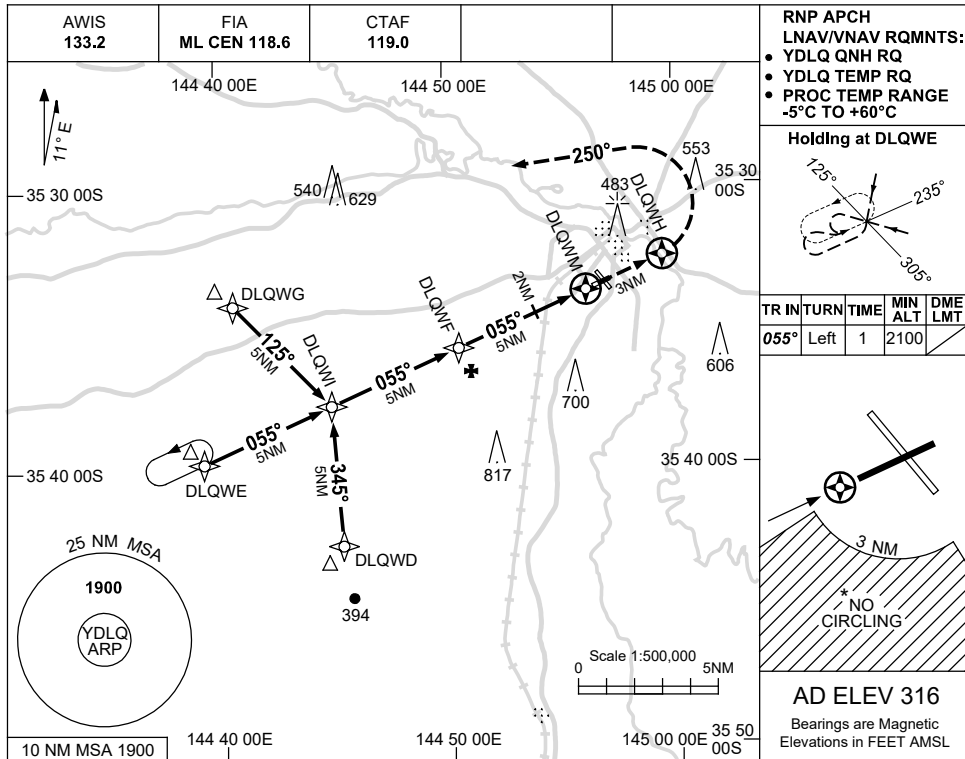 AWIS
133.2
FIA
ML CEN 118.6
CTAF
119.0
RNP APCH
LNAV/VNAV RQMNTS:
• YDLQ QNH RQ
• YDLQ TEMP RQ
• PROC TEMP RANGE
-5°C TO +60°C
144 40 00E
144 50 00E
145 00 00E
11° E
35 30 00S
35 30
00S
540
629
250°
553
483
DLQWH
DLQWM
3NM
2NM
DLQWG
125°
5NM
DLQWI
DLQWF
055°
5NM
055°
5NM
055°
5NM
DLQWE
345°
5NM
DLQWD
394
700
606
817
35 40 00S
35 40 00S
25 NM MSA
1900
YDLQ
ARP
10 NM MSA 1900
Scale 1:500,000
0
5NM
144 40 00E
144 50 00E
145 00 00E
35 50
00S
Holding at DLQWE
125°
235°
305°
TR IN TURN TIME MIN ALT DME LMT
055° Left 1 2100
3 NM
*NO
CIRCLING
AD ELEV 316
Bearings are Magnetic
Elevations in FEET AMSL